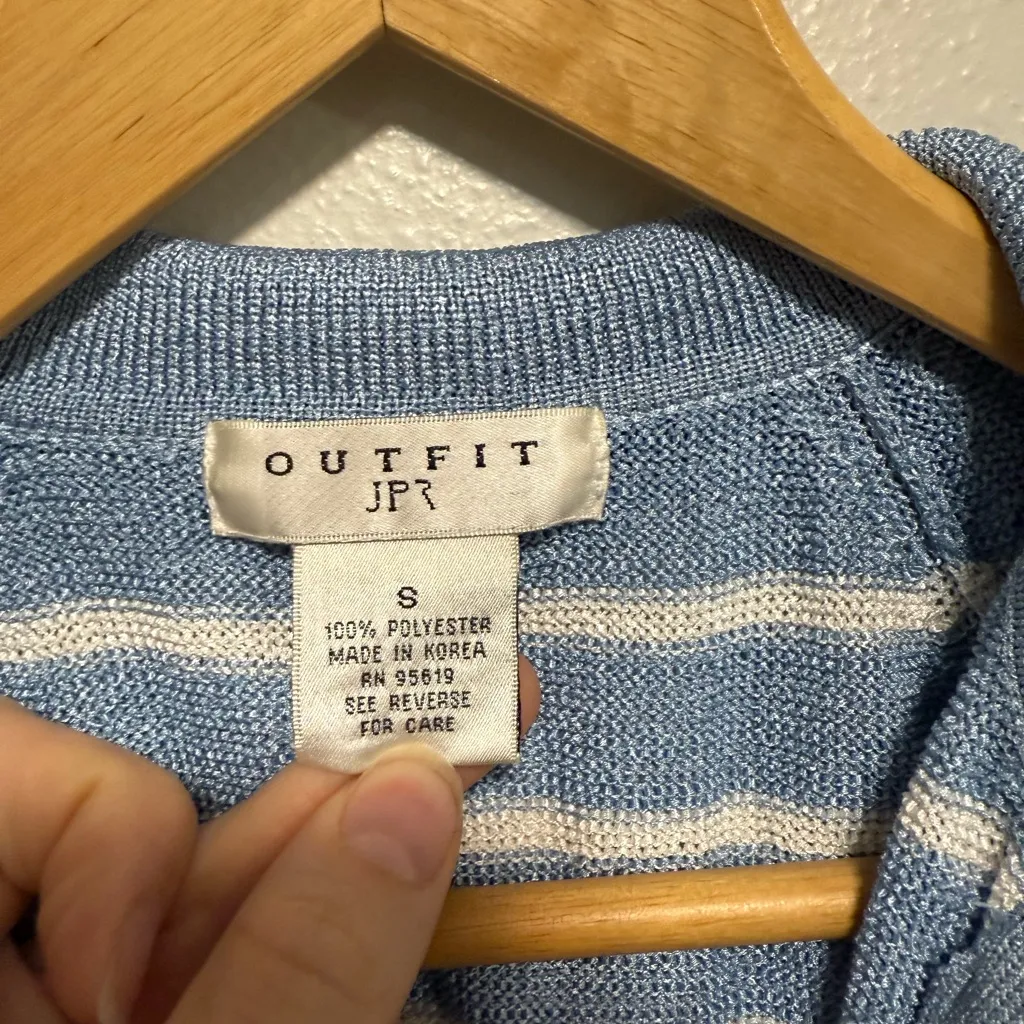 OUTFIT
JPR
S
100% POLYESTER
MADE IN KOREA
RN 95619
SEE REVERSE
FOR CARE